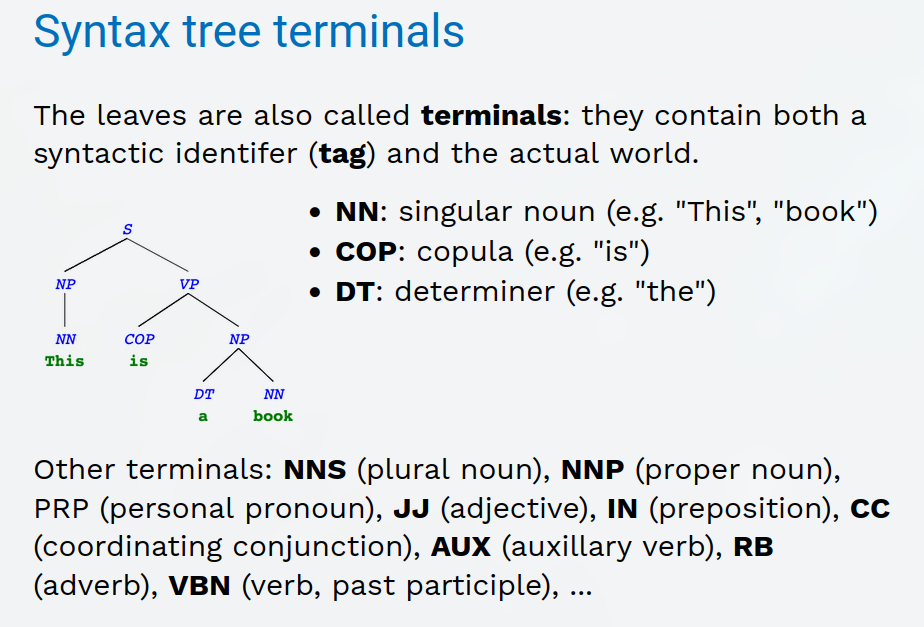 Syntax tree terminals
The leaves are also called terminals: they contain both a
syntactic identifer (tag) and the actual world.
• NN: singular noun (e.g. "This", "book")
• COP: copula (e.g. "is")
• DT: determiner (e.g. "the")
S
NP VP
NN COP NP
This is
DT NN
a book
Other terminals: NNS (plural noun), NNP (proper noun),
PRP (personal pronoun), JJ (adjective), IN (preposition), CC
(coordinating conjunction), AUX (auxillary verb), RB
(adverb), VBN (verb, past participle), ...